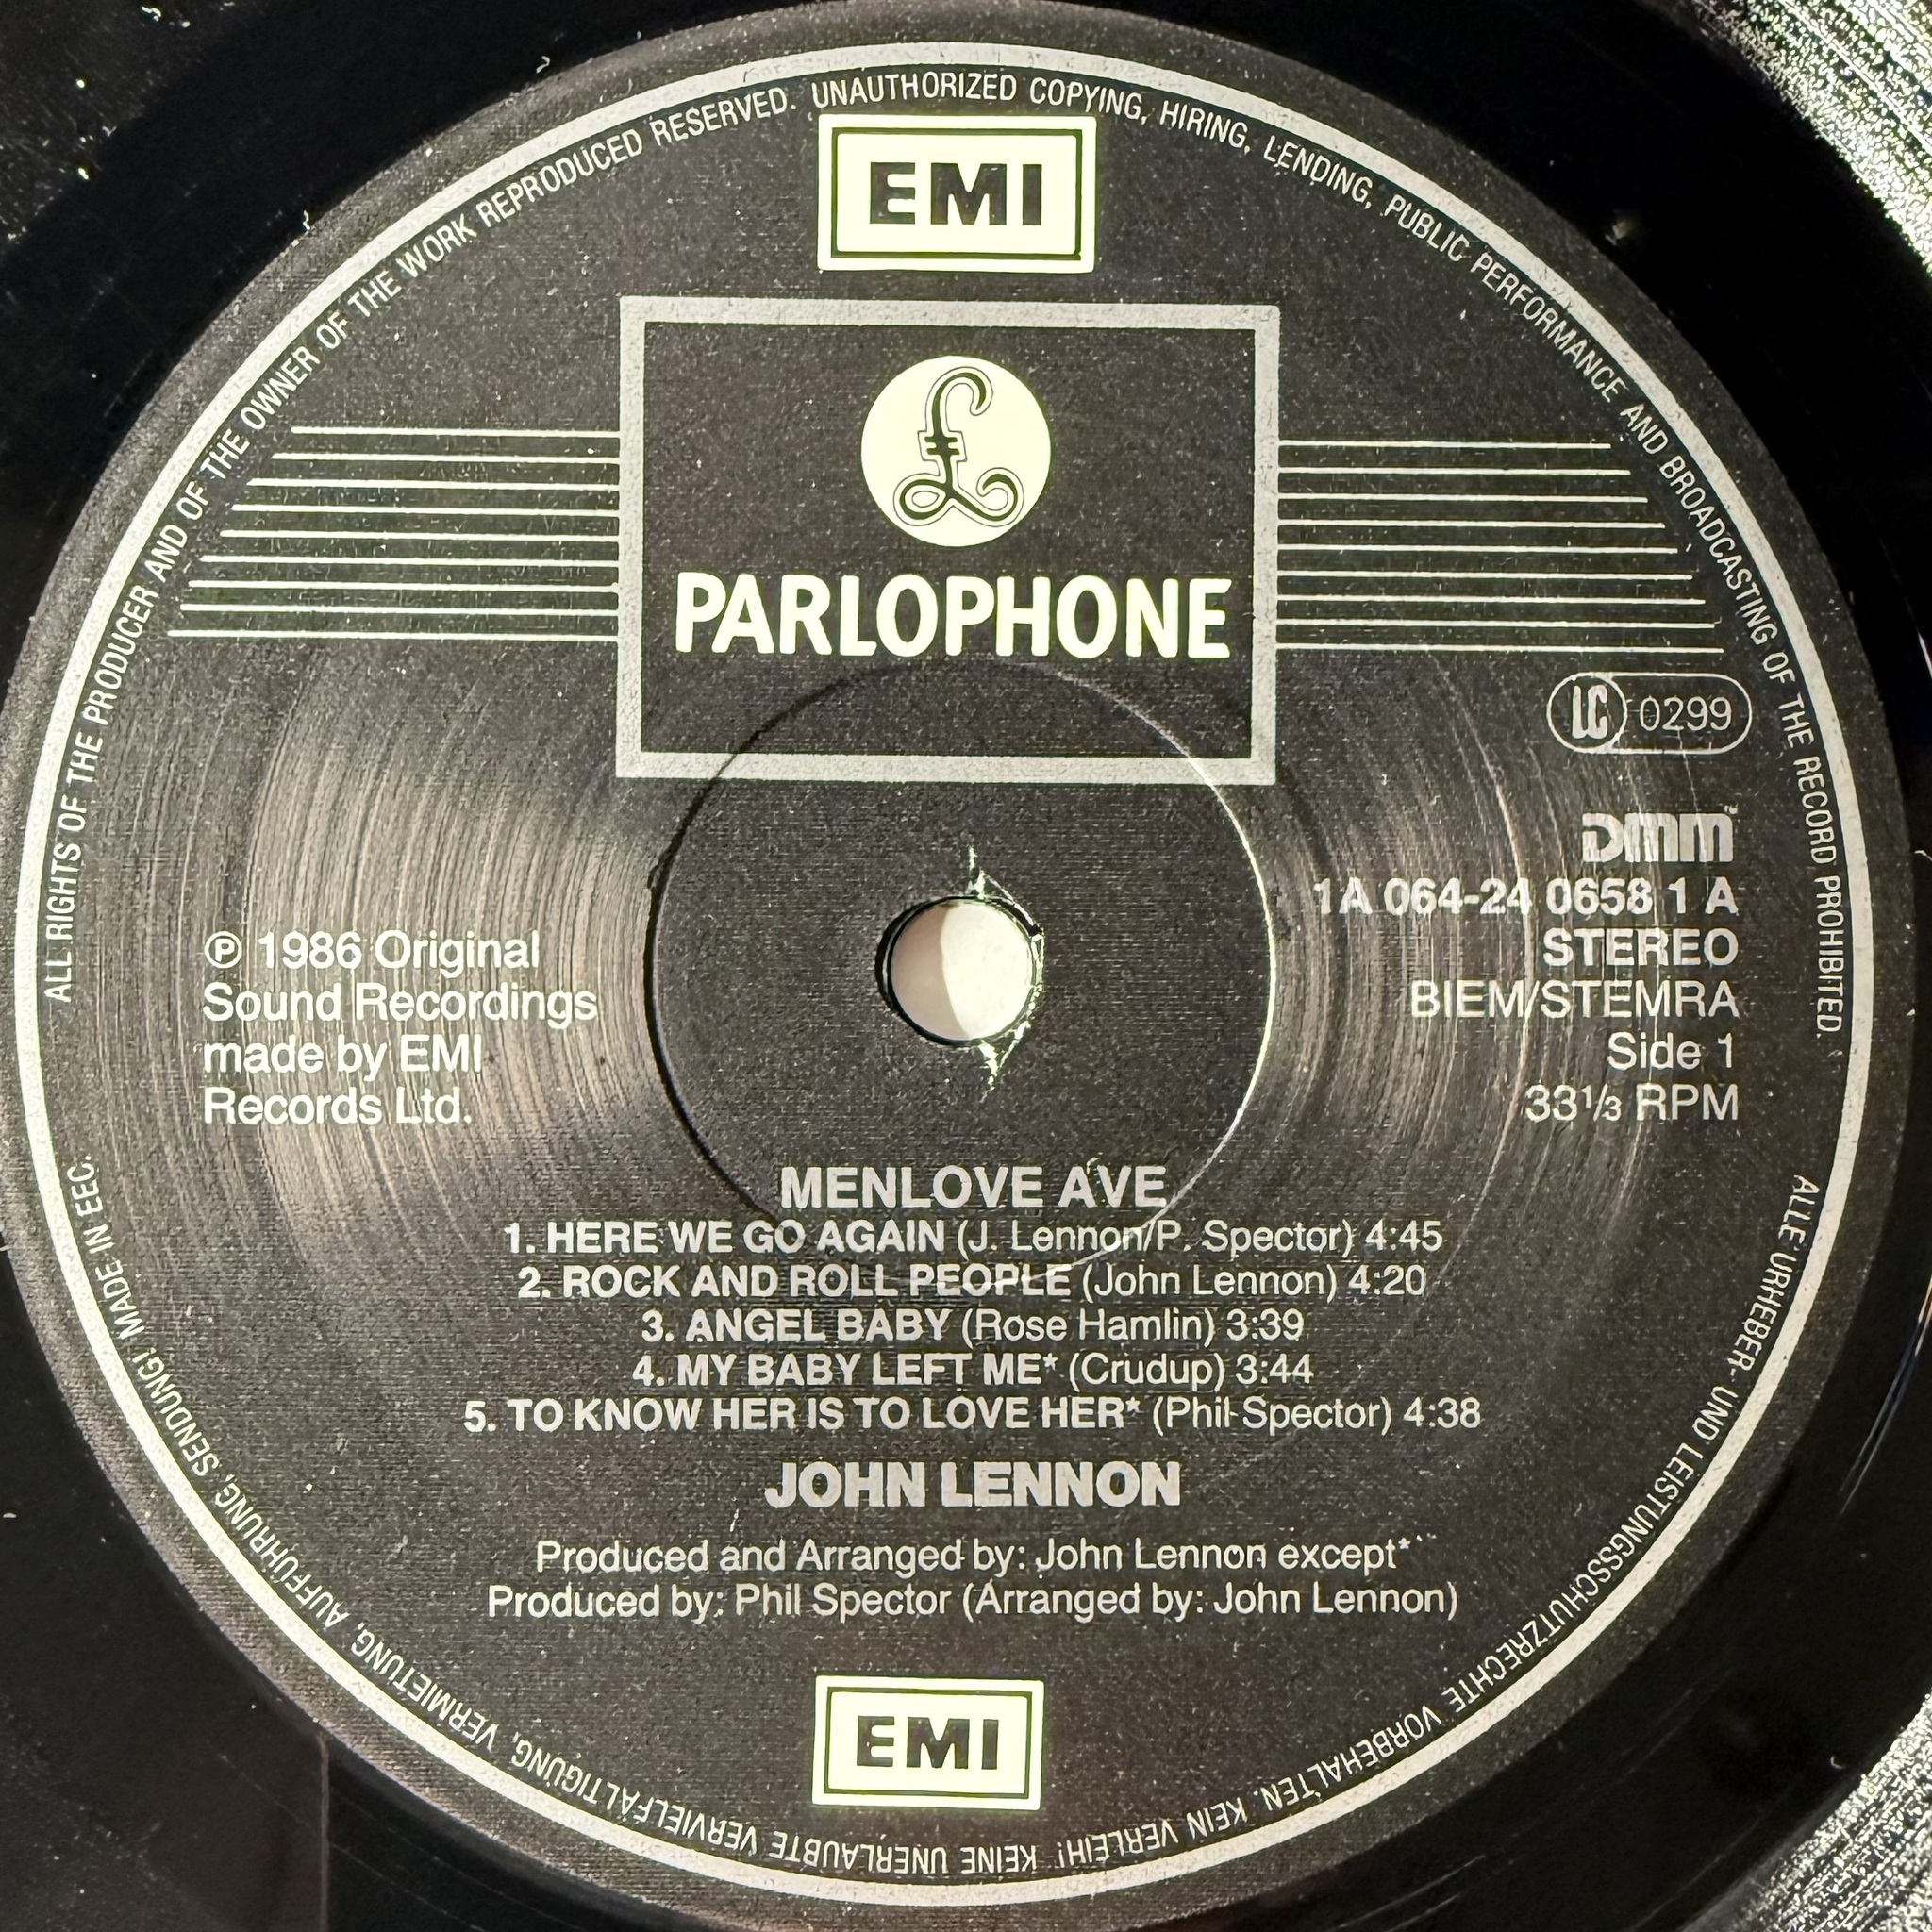 ALL RIGHTS OF THE PRODUCER AND OF THE OWNER OF THE WORK REPRODUCED RESERVED. UNAUTHORIZED COPYING, HIRING, LENDING, PUBLIC PERFORMANCE AND BROADCASTING OF THE RECORD PROHIBITED.
EMI
£
PARLOPHONE
LC 0299
DMM™
1A 064-24 0658 1 A
STEREO
BIEM/STEMRA
Side 1
33⅓ RPM
℗ 1986 Original
Sound Recordings
made by EMI
Records Ltd.
MENLOVE AVE
1. HERE WE GO AGAIN (J. Lennon/P. Spector) 4:45
2. ROCK AND ROLL PEOPLE (John Lennon) 4:20
3. ANGEL BABY (Rose Hamlin) 3:39
4. MY BABY LEFT ME* (Crudup) 3:44
5. TO KNOW HER IS TO LOVE HER* (Phil Spector) 4:38
JOHN LENNON
Produced and Arranged by: John Lennon except*
Produced by: Phil Spector (Arranged by: John Lennon)
EMI
ALLE URHEBER- UND LEISTUNGSSCHUTZRECHTE VORBEHALTEN. KEIN VERLEIH! KEINE UNERLAUBTE VERVIELFÄLTIGUNG, VERMIETUNG, AUFFÜHRUNG, SENDUNG! MADE IN EEC.